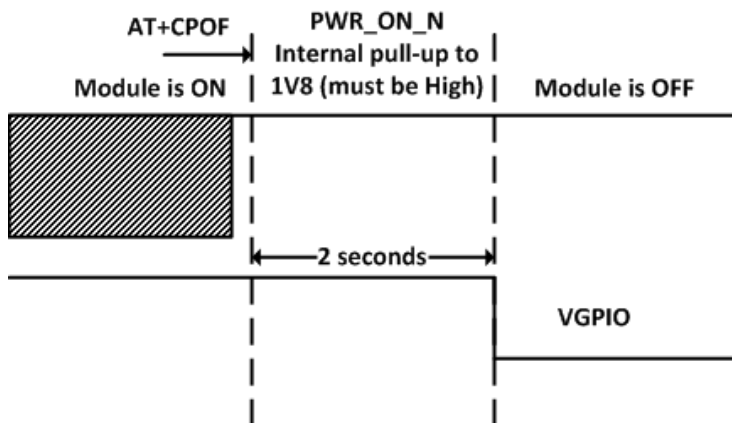 AT+CPOF
PWR_ON_N
Internal pull-up to
1V8 (must be High)
Module is ON
Module is OFF
2 seconds
VGPIO